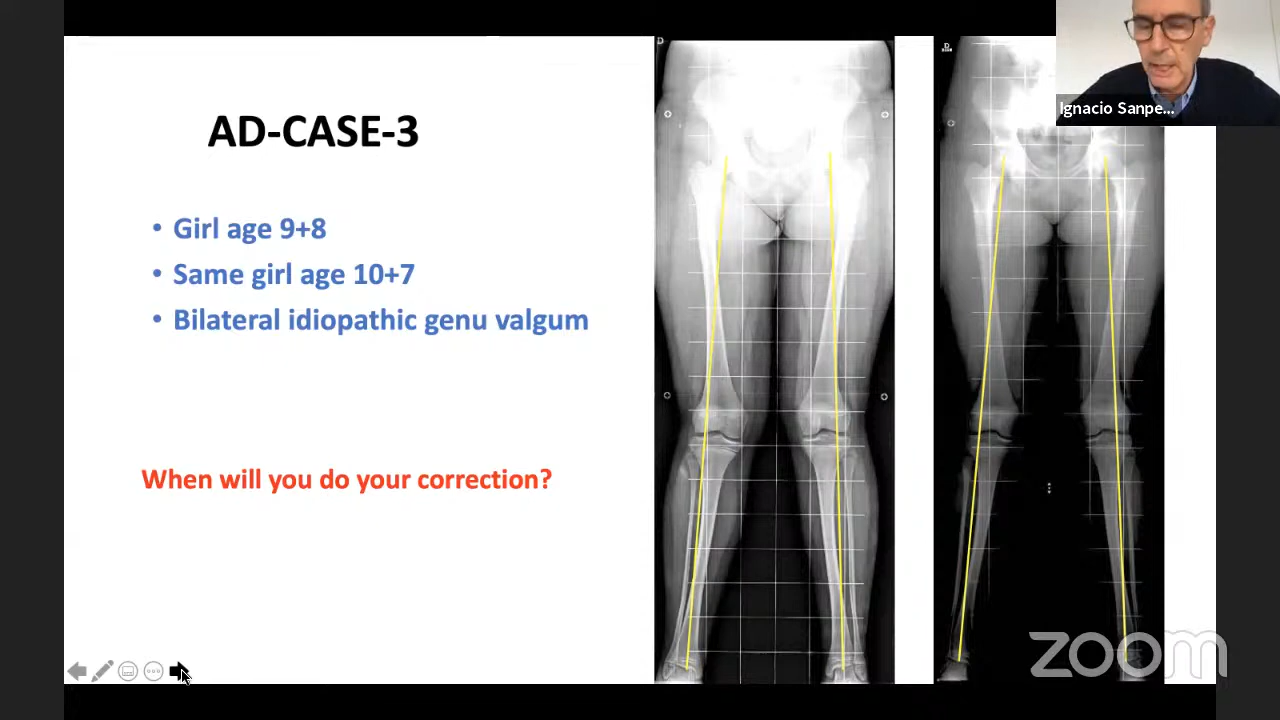 AD-CASE-3
• Girl age 9+8
• Same girl age 10+7
• Bilateral idiopathic genu valgum
When will you do your correction?
D
D
Ignacio Sanpe...
zoom